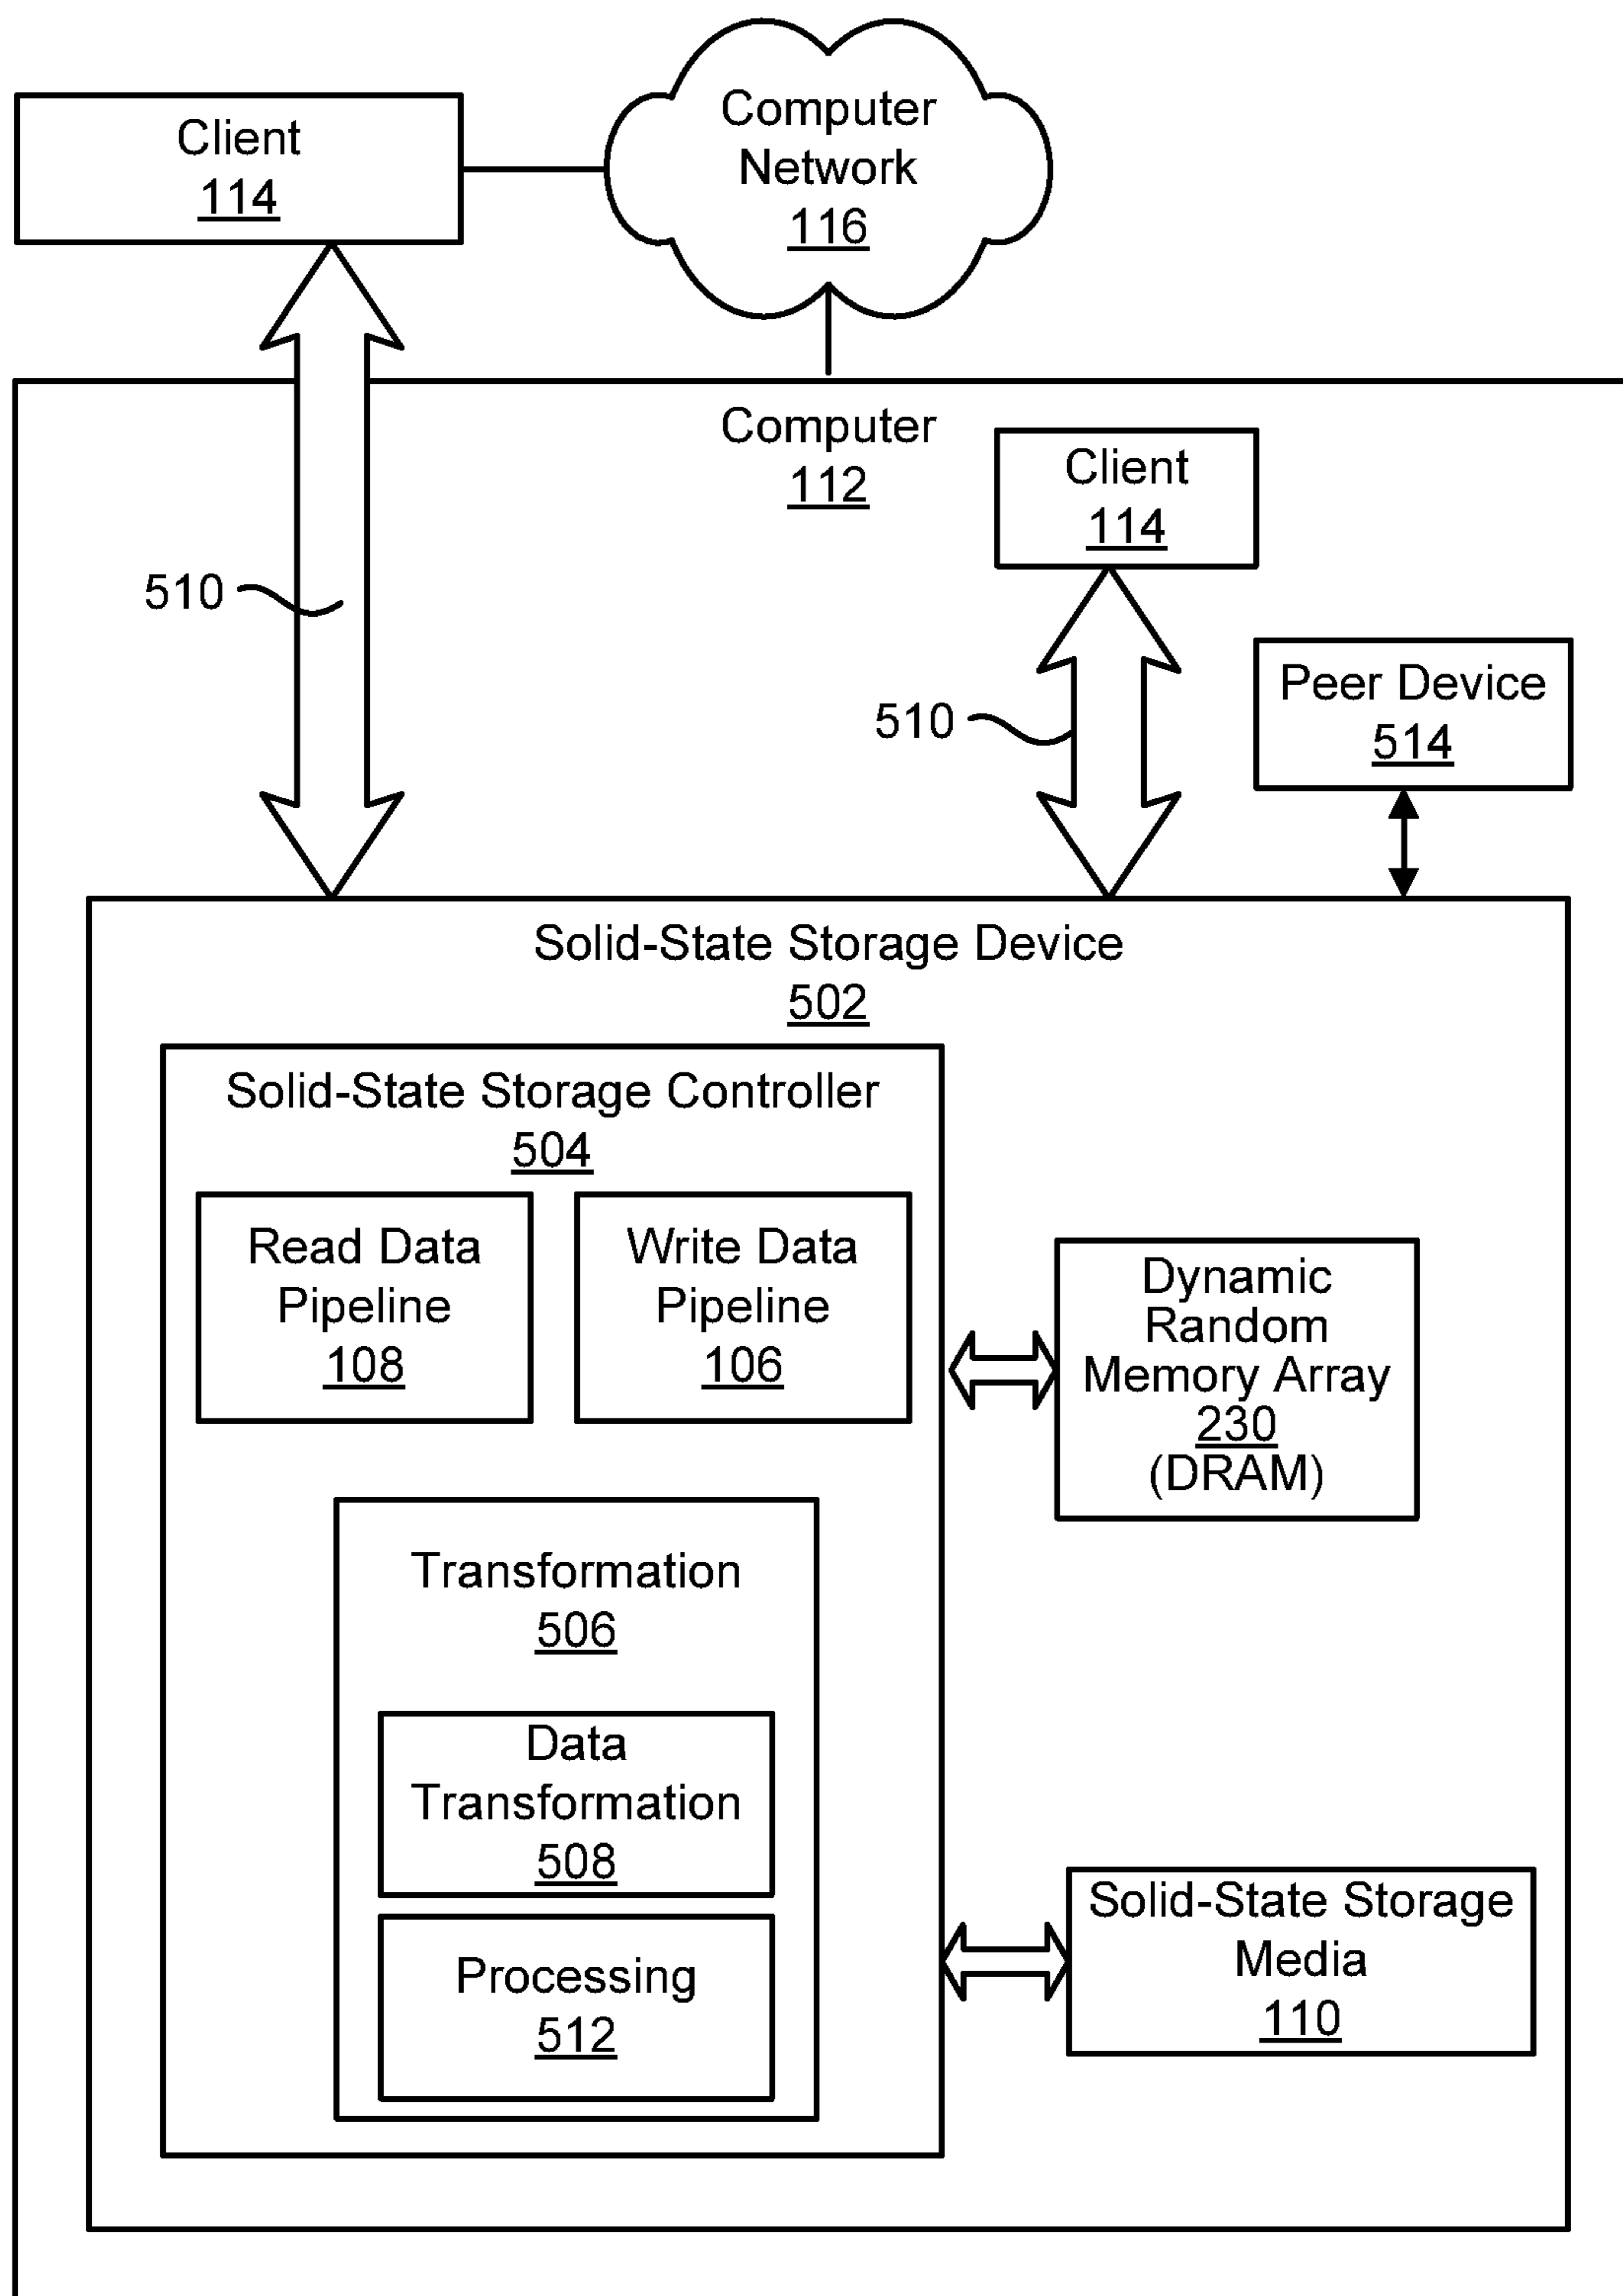 Computer
Network
116
Client
114
Computer
112
Client
114
510
Peer Device
514
510
Solid-State Storage Device
502
Solid-State Storage Controller
504
Read Data
Pipeline
108
Write Data
Pipeline
106
Dynamic
Random
Memory Array
230
(DRAM)
Transformation
506
Data
Transformation
508
Solid-State Storage
Media
110
Processing
512